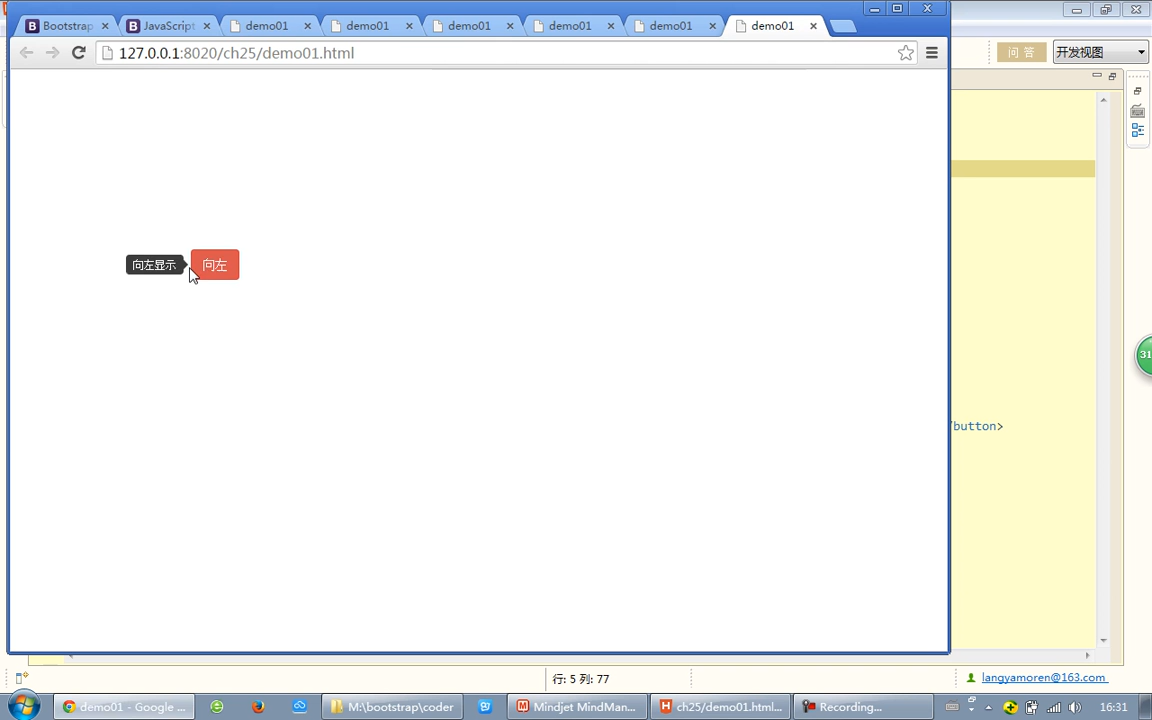 Bootstrap
JavaScript
demo01
demo01
demo01
demo01
demo01
demo01
127.0.0.1:8020/ch25/demo01.html
问 答
开发视图
向左显示
向左
31
button>
行: 5 列: 77
langyamoren@163.com
demo01 - Google ...
M:\bootstrap\coder
Mindjet MindMan...
ch25/demo01.html...
Recording...
16:31